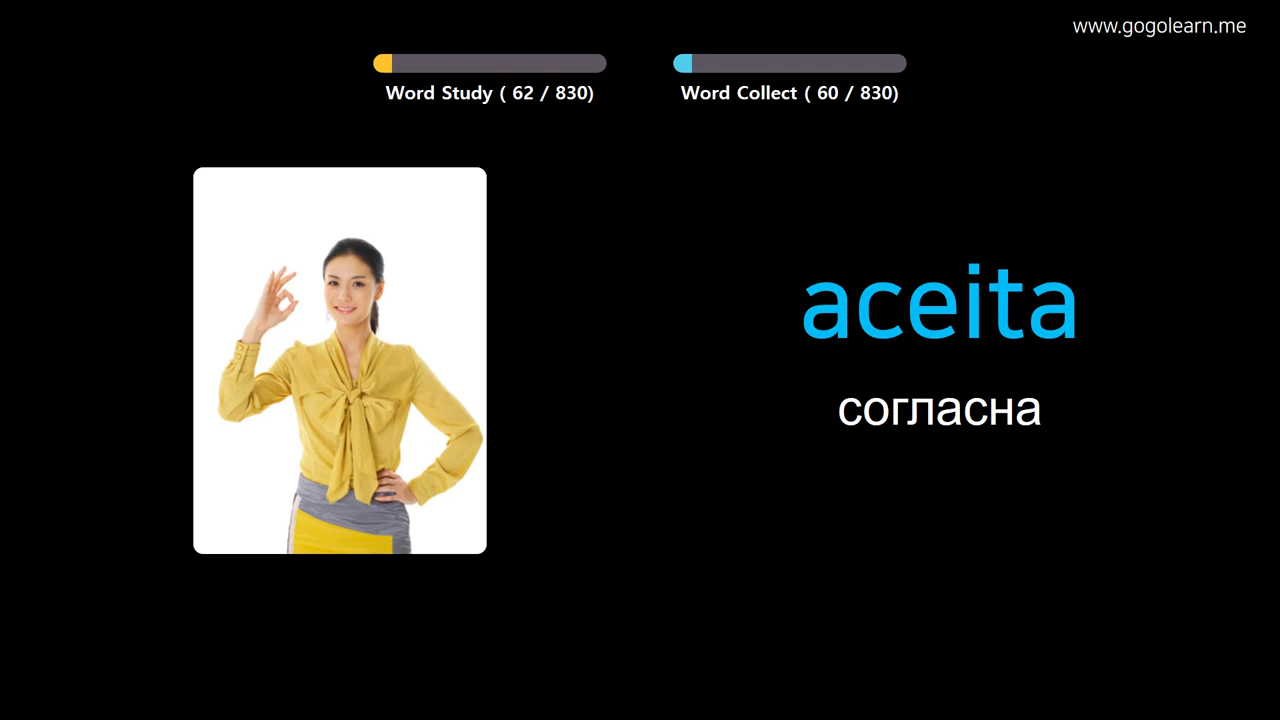 www.gogolearn.me
Word Study ( 62 / 830)
Word Collect ( 60 / 830)
aceita
согласна